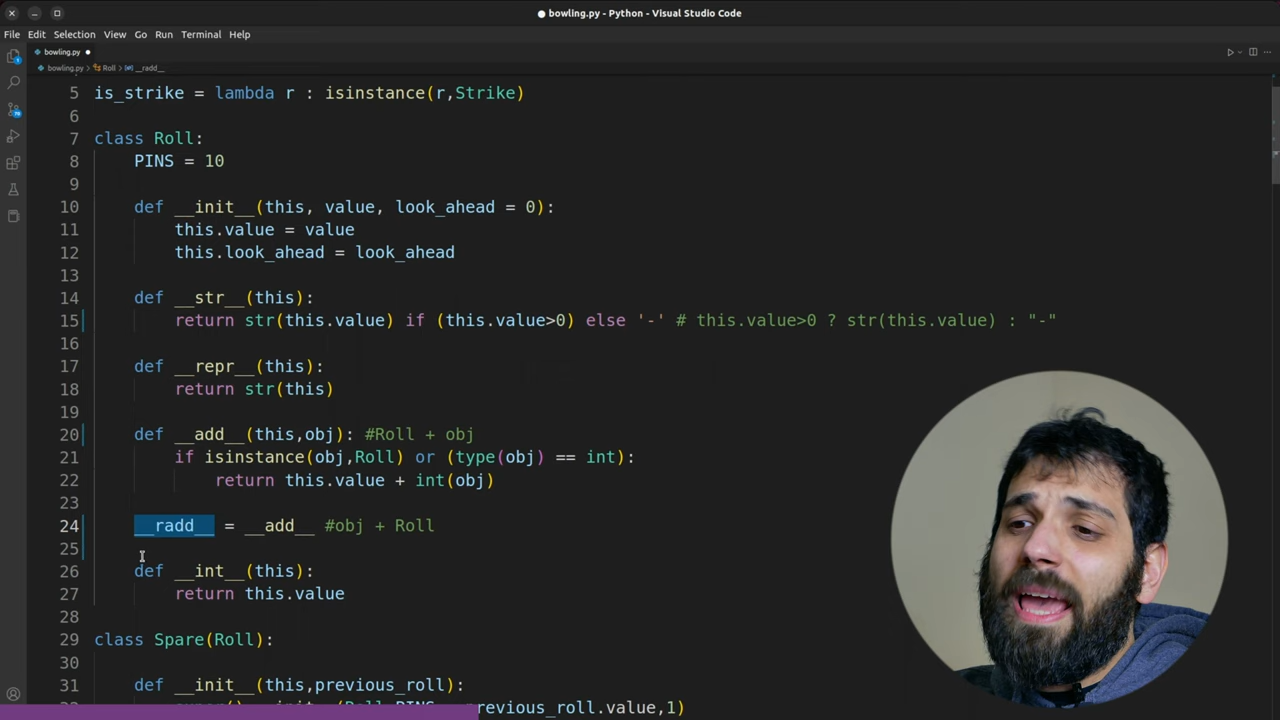 bowling.py - Python - Visual Studio Code
File Edit Selection View Go Run Terminal Help
bowling.py
bowling.py > Roll > __radd__
5 is_strike = lambda r : isinstance(r,Strike)
6
7 class Roll:
8 PINS = 10
9
10 def __init__(this, value, look_ahead = 0):
11 this.value = value
12 this.look_ahead = look_ahead
13
14 def __str__(this):
15 return str(this.value) if (this.value>0) else '-' # this.value>0 ? str(this.value) : "-"
16
17 def __repr__(this):
18 return str(this)
19
20 def __add__(this,obj): #Roll + obj
21 if isinstance(obj,Roll) or (type(obj) == int):
22 return this.value + int(obj)
23
24 __radd__ = __add__ #obj + Roll
25
26 def __int__(this):
27 return this.value
28
29 class Spare(Roll):
30
31 def __init__(this,previous_roll):
previous_roll.value,1)